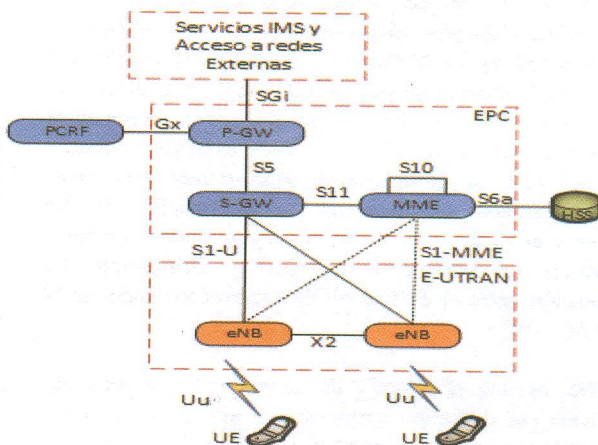 Servicios IMS y
Acceso a redes
Externas
SGi
EPC
PCRF
Gx
P-GW
S5
S10
S-GW
S11
MME
S6a
HSS
S1-U
S1-MME
E-UTRAN
eNB
X2
eNB
Uu
Uu
UE
UE